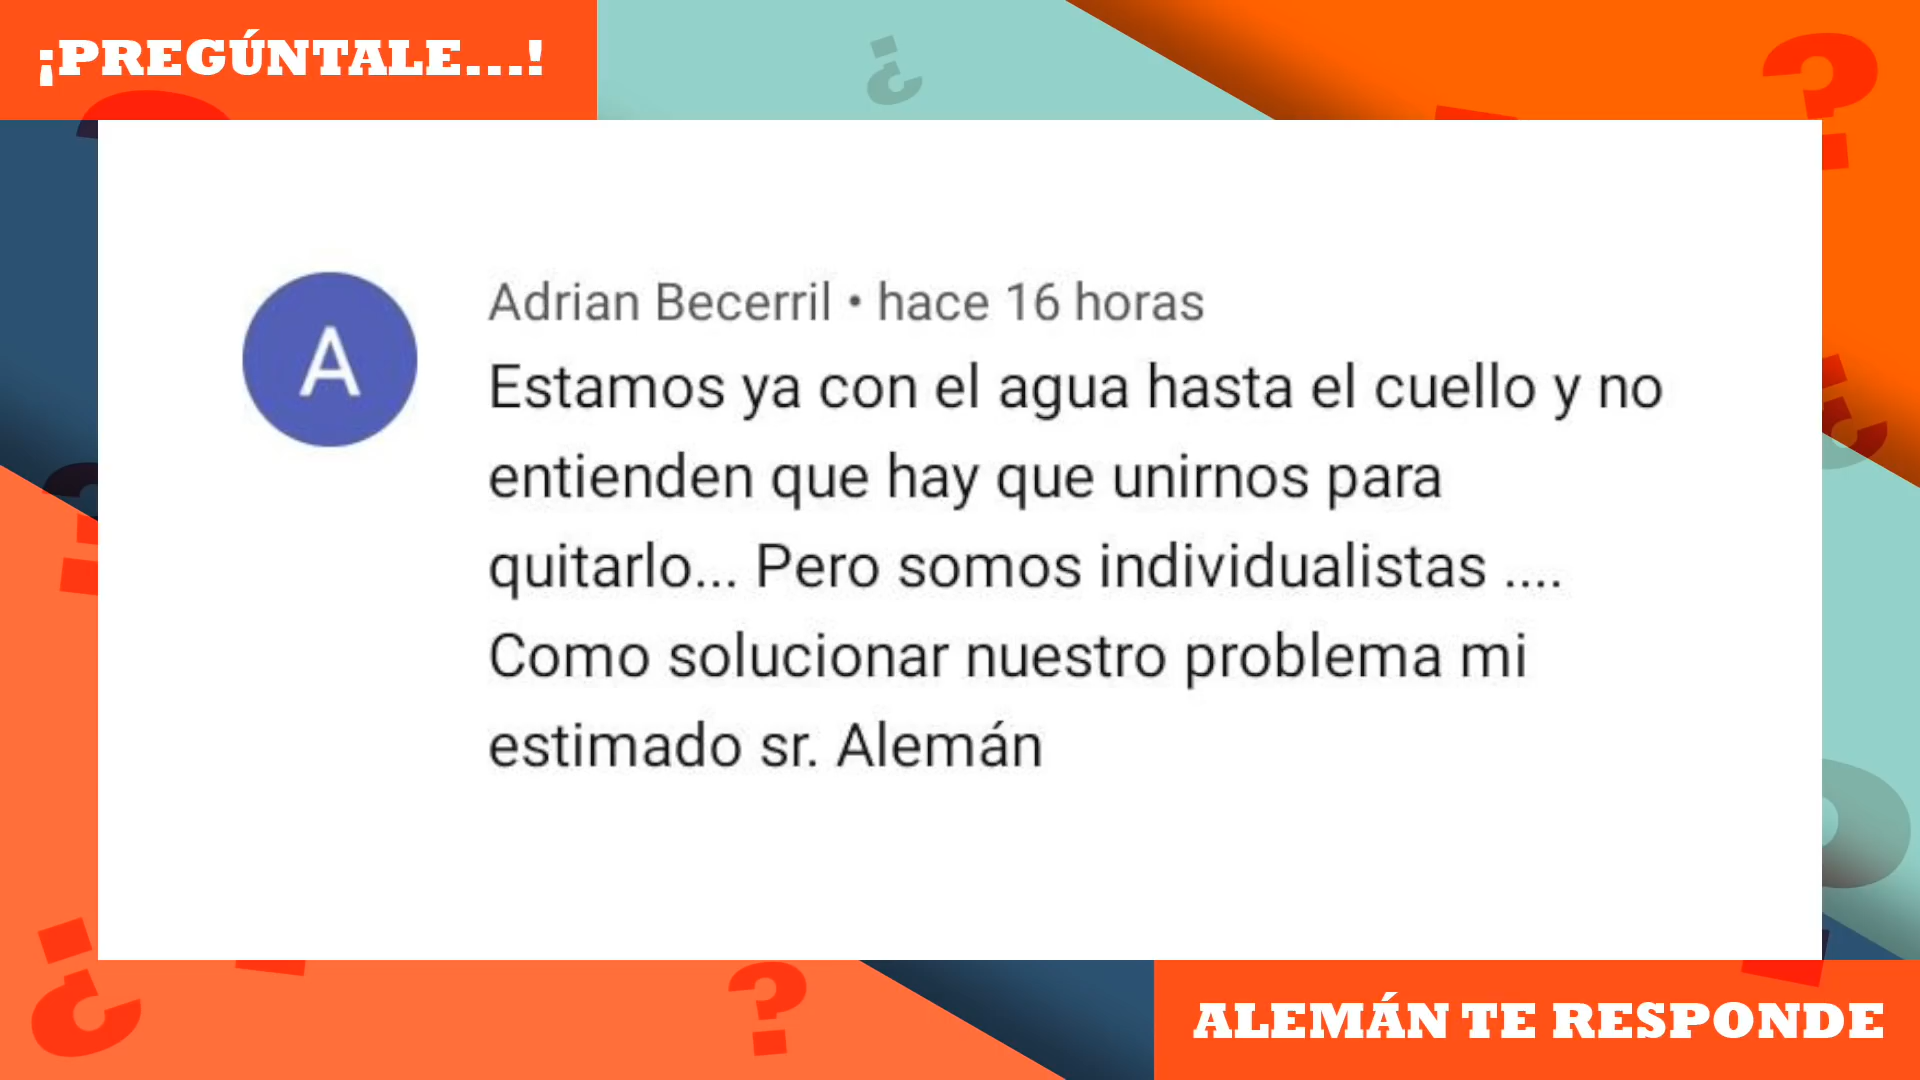 ¡PREGÚNTALE...!
A
Adrian Becerril • hace 16 horas
Estamos ya con el agua hasta el cuello y no
entienden que hay que unirnos para
quitarlo... Pero somos individualistas ....
Como solucionar nuestro problema mi
estimado sr. Alemán
ALEMÁN TE RESPONDE